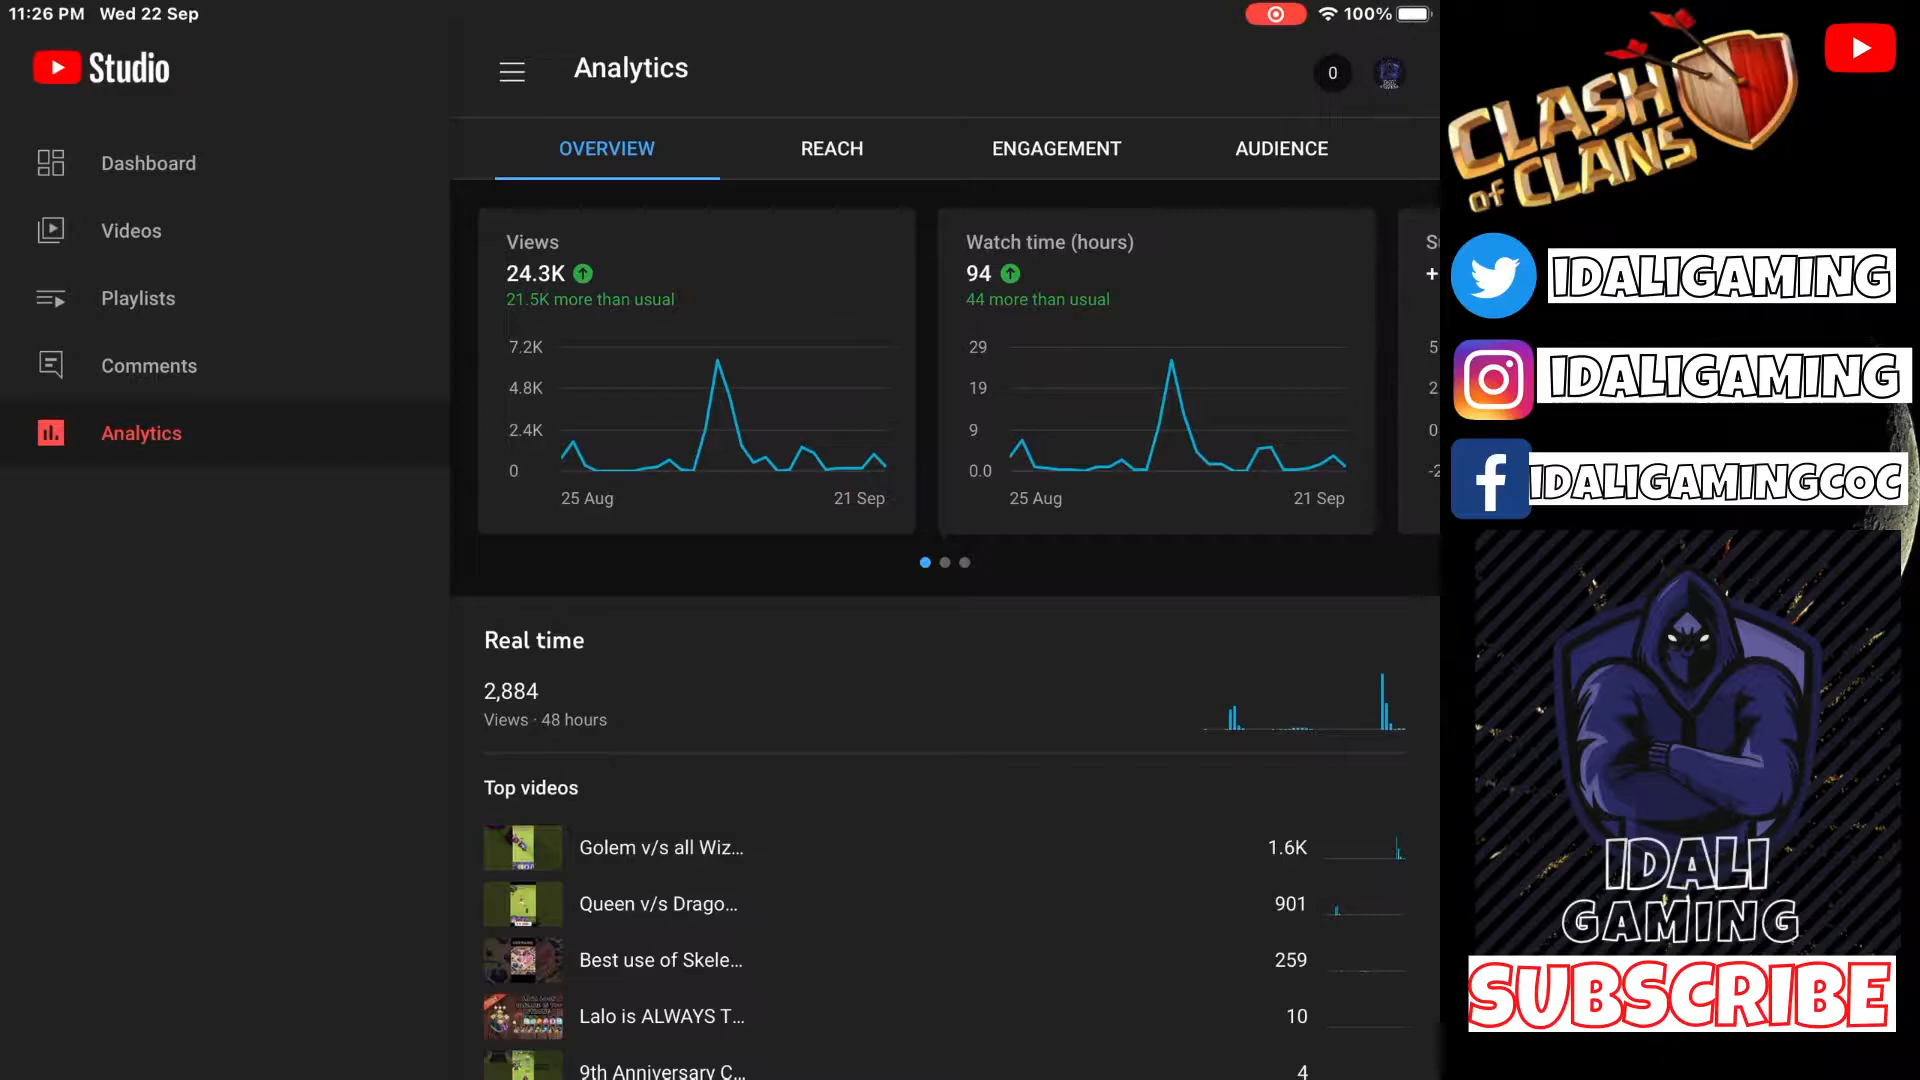 11:26 PM Wed 22 Sep
100%
Studio
Dashboard
Videos
Playlists
Comments
Analytics
Analytics
0
OVERVIEW
REACH
ENGAGEMENT
AUDIENCE
Views
24.3K
21.5K more than usual
7.2K
4.8K
2.4K
0
25 Aug
21 Sep
Watch time (hours)
94
44 more than usual
29
19
9
0.0
25 Aug
21 Sep
+
5
2
0
Real time
2,884
Views · 48 hours
Top videos
Golem v/s all Wiz...
1.6K
Queen v/s Drago...
901
Best use of Skele...
259
Lalo is ALWAYS T...
10
9th Anniversary C...
4
CLASH
OF CLANS
IDALIGAMING
IDALIGAMING
IDALIGAMINGCOC
IDALI
GAMING
SUBSCRIBE